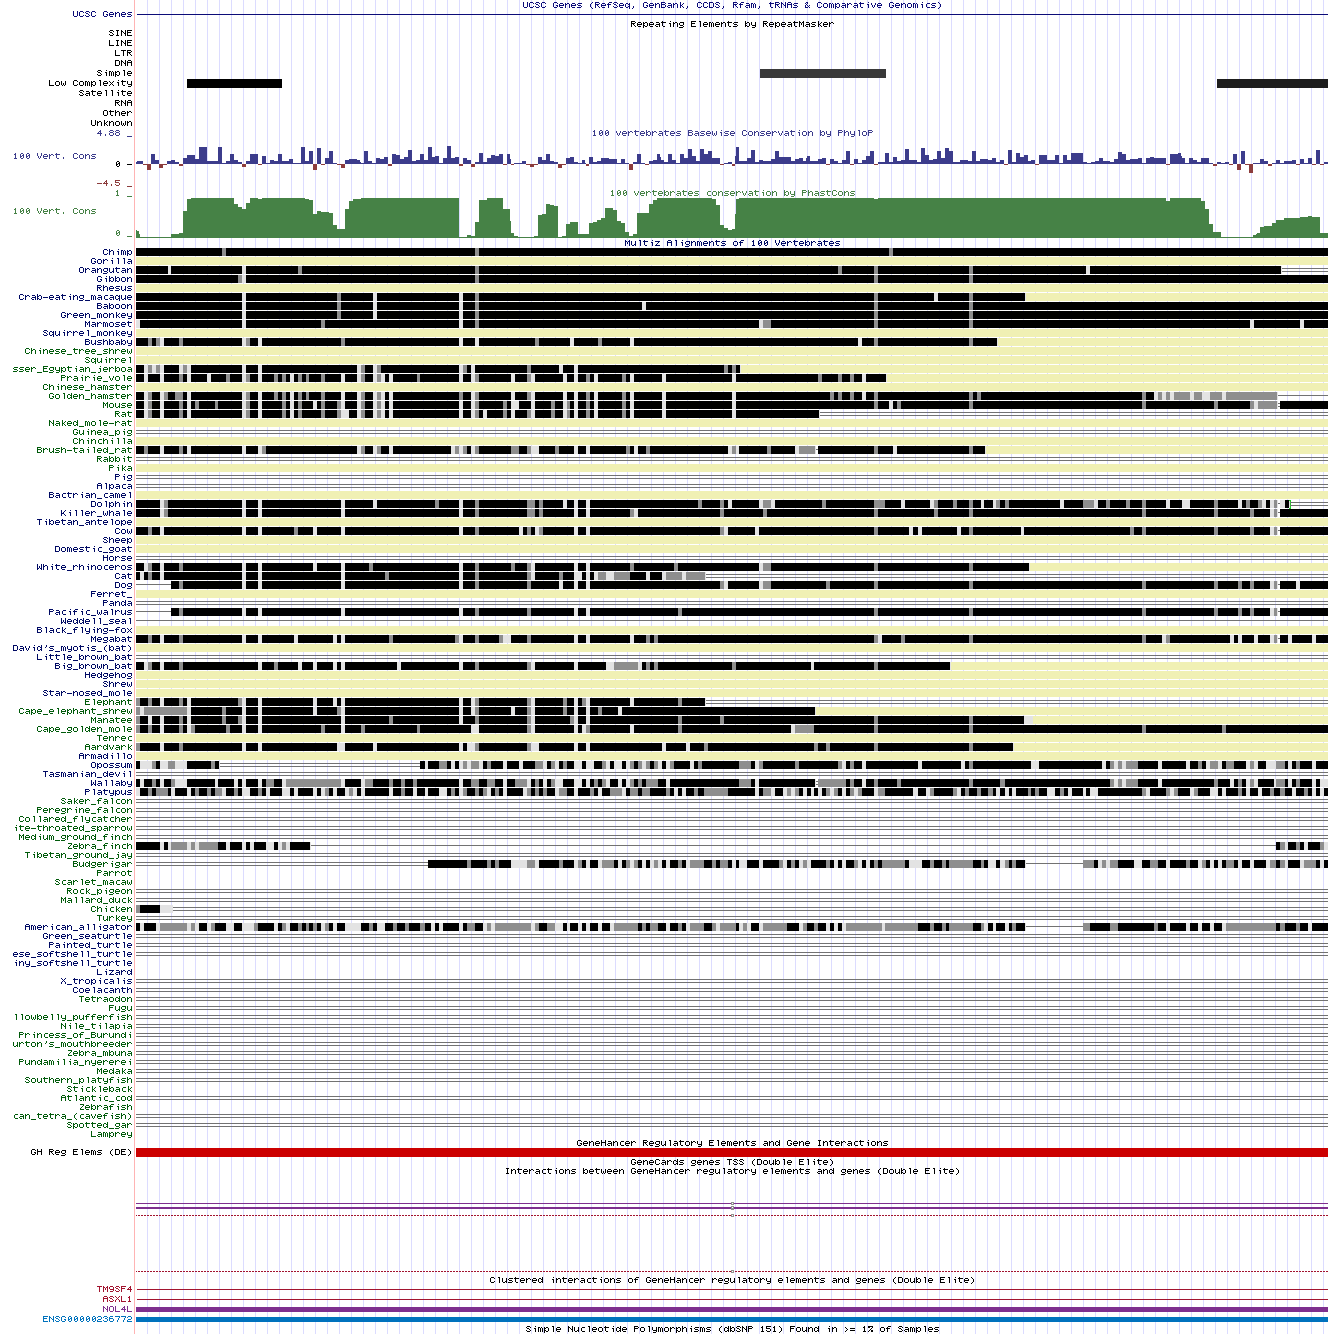 UCSC Genes (RefSeq, GenBank, CCDS, Rfam, tRNAs & Comparative Genomics)
UCSC Genes
Repeating Elements by RepeatMasker
SINE
LINE
LTR
DNA
Simple
Low Complexity
Satellite
RNA
Other
Unknown
4.88 _
100 vertebrates Basewise Conservation by PhyloP
100 Vert. Cons
0 _
-4.5 _
1 _
100 vertebrates conservation by PhastCons
100 Vert. Cons
0 _
Multiz Alignments of 100 Vertebrates
Chimp
Gorilla
Orangutan
Gibbon
Rhesus
Crab-eating_macaque
Baboon
Green_monkey
Marmoset
Squirrel_monkey
Bushbaby
Chinese_tree_shrew
Squirrel
sser_Egyptian_jerboa
Prairie_vole
Chinese_hamster
Golden_hamster
Mouse
Rat
Naked_mole-rat
Guinea_pig
Chinchilla
Brush-tailed_rat
Rabbit
Pika
Pig
Alpaca
Bactrian_camel
Dolphin
Killer_whale
Tibetan_antelope
Cow
Sheep
Domestic_goat
Horse
White_rhinoceros
Cat
Dog
Ferret_
Panda
Pacific_walrus
Weddell_seal
Black_flying-fox
Megabat
David's_myotis_(bat)
Little_brown_bat
Big_brown_bat
Hedgehog
Shrew
Star-nosed_mole
Elephant
Cape_elephant_shrew
Manatee
Cape_golden_mole
Tenrec
Aardvark
Armadillo
Opossum
Tasmanian_devil
Wallaby
Platypus
Saker_falcon
Peregrine_falcon
Collared_flycatcher
ite-throated_sparrow
Medium_ground_finch
Zebra_finch
Tibetan_ground_jay
Budgerigar
Parrot
Scarlet_macaw
Rock_pigeon
Mallard_duck
Chicken
Turkey
American_alligator
Green_seaturtle
Painted_turtle
ese_softshell_turtle
iny_softshell_turtle
Lizard
X_tropicalis
Coelacanth
Tetraodon
Fugu
llowbelly_pufferfish
Nile_tilapia
Princess_of_Burundi
urton's_mouthbreeder
Zebra_mbuna
Pundamilia_nyererei
Medaka
Southern_platyfish
Stickleback
Atlantic_cod
Zebrafish
can_tetra_(cavefish)
Spotted_gar
Lamprey
GeneHancer Regulatory Elements and Gene Interactions
GH Reg Elems (DE)
GeneCards genes TSS (Double Elite)
Interactions between GeneHancer regulatory elements and genes (Double Elite)
Clustered interactions of GeneHancer regulatory elements and genes (Double Elite)
TM9SF4
ASXL1
NOL4L
ENSG00000236772
Simple Nucleotide Polymorphisms (dbSNP 151) Found in >= 1% of Samples